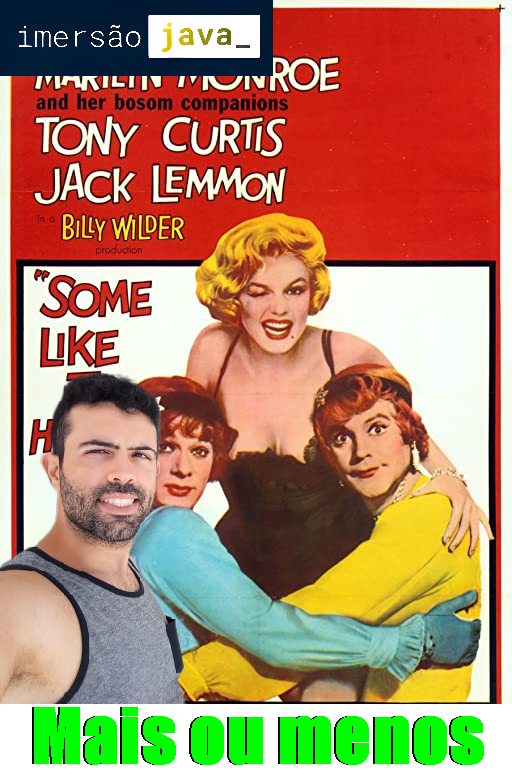 imersão java_
MARILYN MONROE
and her bosom companions
TONY CURTIS
JACK LEMMON
in a
BILLY WILDER
production
"SOME
LIKE
H
Mais ou menos